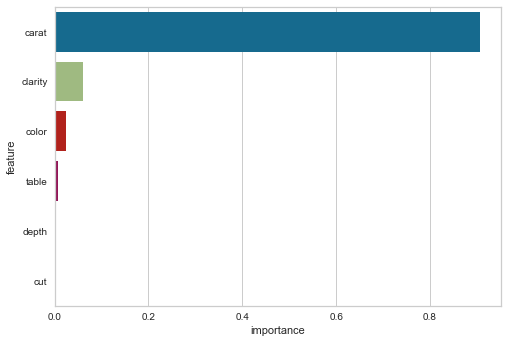 carat
clarity
color
table
depth
cut
feature
0.0 0.2 0.4 0.6 0.8
importance